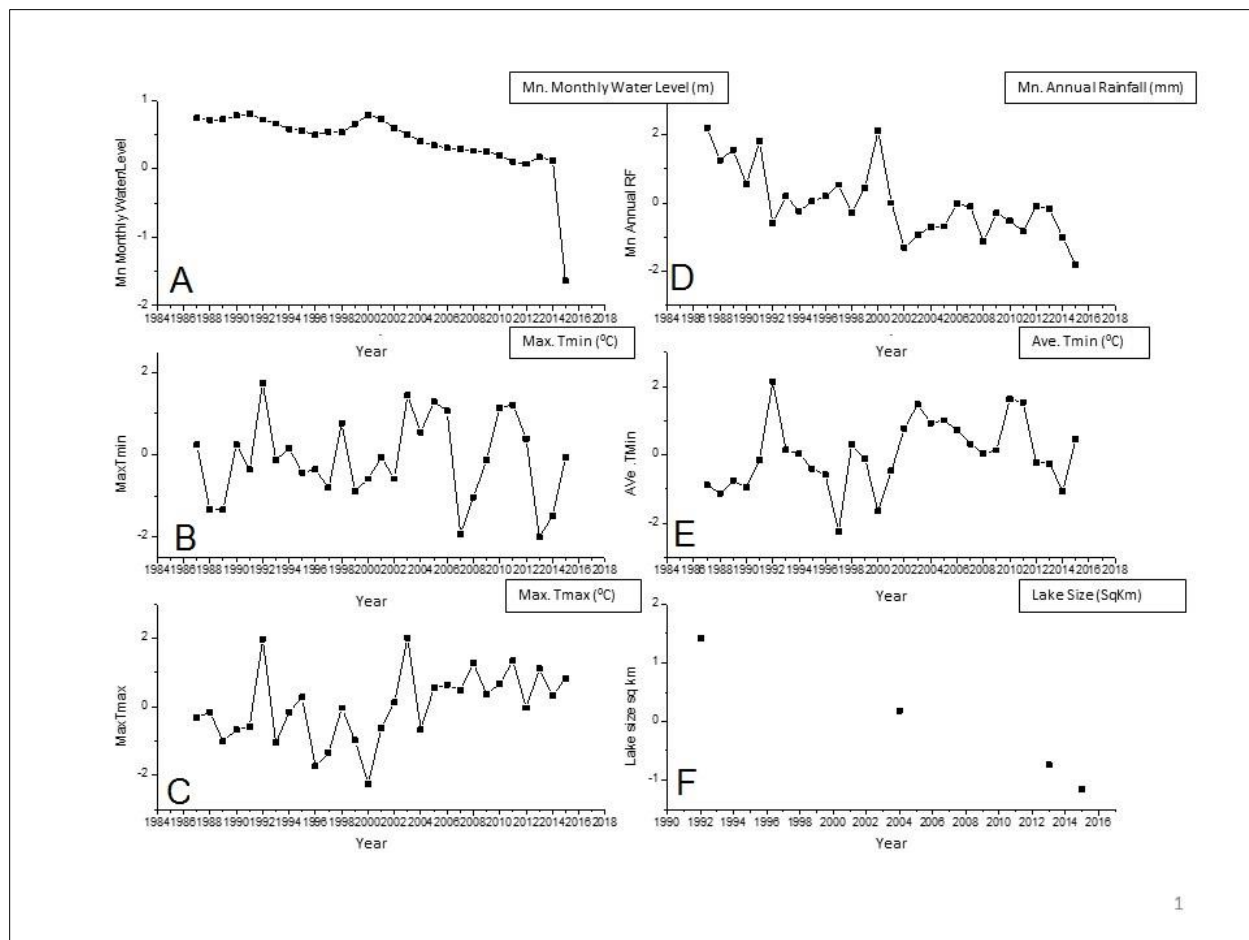 Mn. Monthly Water Level (m)
1
0
-1
-2
Mn Monthly Water/Level
A
1984 1986 1988 1990 1992 1994 1996 1998 2000 2002 2004 2006 2008 2010 2012 2014 2016 2018
Year
Mn. Annual Rainfall (mm)
2
0
-2
Mn Annual RF
D
1984 1986 1988 1990 1992 1994 1996 1998 2000 2002 2004 2006 2008 2010 2012 2014 2016 2018
Year
Max. Tmin (⁰C)
2
0
-2
MaxTmin
B
1984 1986 1988 1990 1992 1994 1996 1998 2000 2002 2004 2006 2008 2010 2012 2014 2016 2018
Year
Ave. Tmin (⁰C)
2
0
-2
AVe .TMin
E
1984 1986 1988 1990 1992 1994 1996 1998 2000 2002 2004 2006 2008 2010 2012 2014 2016 2018
Year
Max. Tmax (⁰C)
2
0
-2
MaxTmax
C
1984 1986 1988 1990 1992 1994 1996 1998 2000 2002 2004 2006 2008 2010 2012 2014 2016 2018
Year
Lake Size (SqKm)
2
1
0
-1
Lake size sq km
F
1990 1992 1994 1996 1998 2000 2002 2004 2006 2008 2010 2012 2014 2016
Year
1